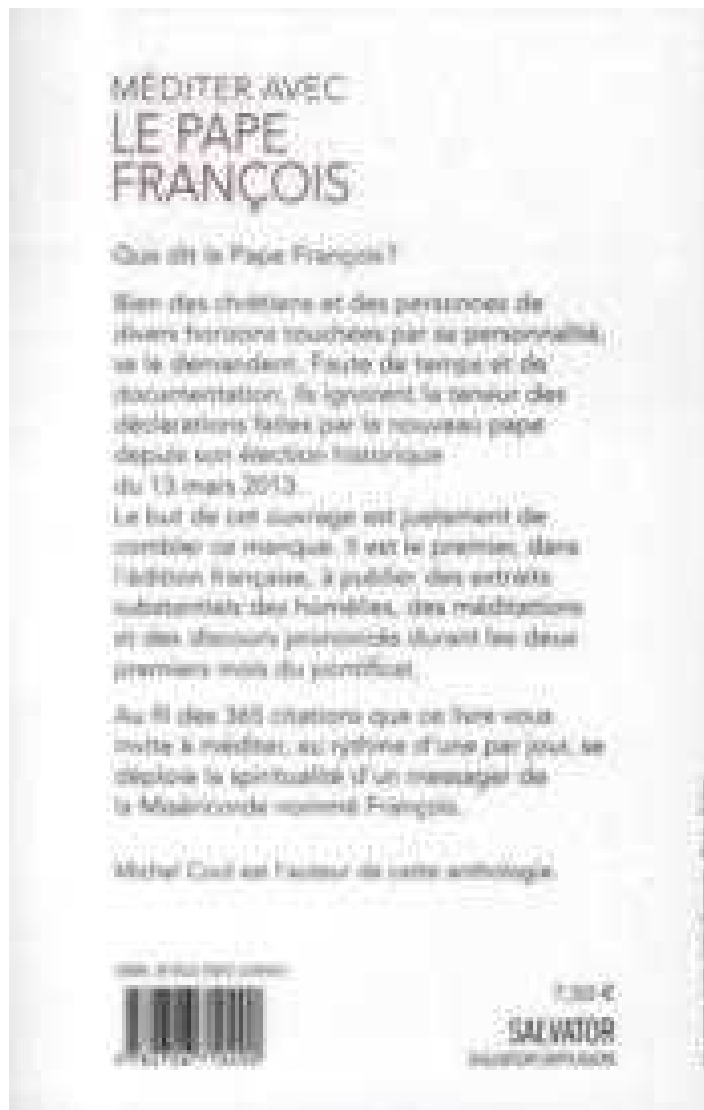 MÉDITER AVEC
LE PAPE
FRANÇOIS
Que dit le Pape François ?
Bien des chrétiens et des personnes de
divers horizons touchées par sa personnalité,
se le demandent. Faute de temps et de
documentation, ils ignorent la teneur des
déclarations faites par le nouveau pape
depuis son élection historique
du 13 mars 2013.
Le but de cet ouvrage est justement de
combler ce manque. Il est le premier, dans
l'édition française, à publier des extraits
substantiels des homélies, des méditations
et des discours prononcés durant les deux
premiers mois du pontificat.
Au fil des 365 citations que ce livre vous
invite à méditer, au rythme d'une par jour, se
déploie la spiritualité d'un messager de
la Miséricorde nommé François.
Michel Cool est l'auteur de cette anthologie.
ISBN
€
SALVATOR